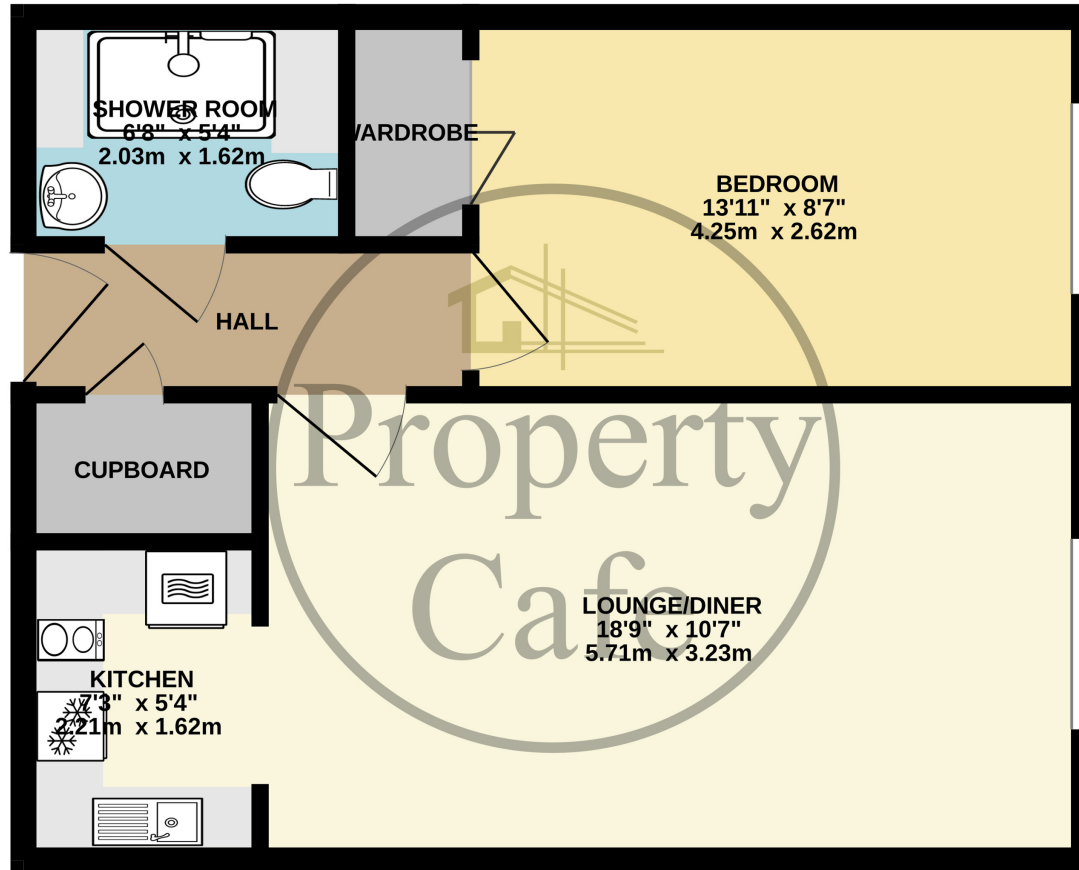 SHOWER ROOM
6'8" x 5'4"
2.03m x 1.62m
WARDROBE
BEDROOM
13'11" x 8'7"
4.25m x 2.62m
HALL
CUPBOARD
Property
Cafe
LOUNGE/DINER
18'9" x 10'7"
5.71m x 3.23m
KITCHEN
7'3" x 5'4"
2.21m x 1.62m